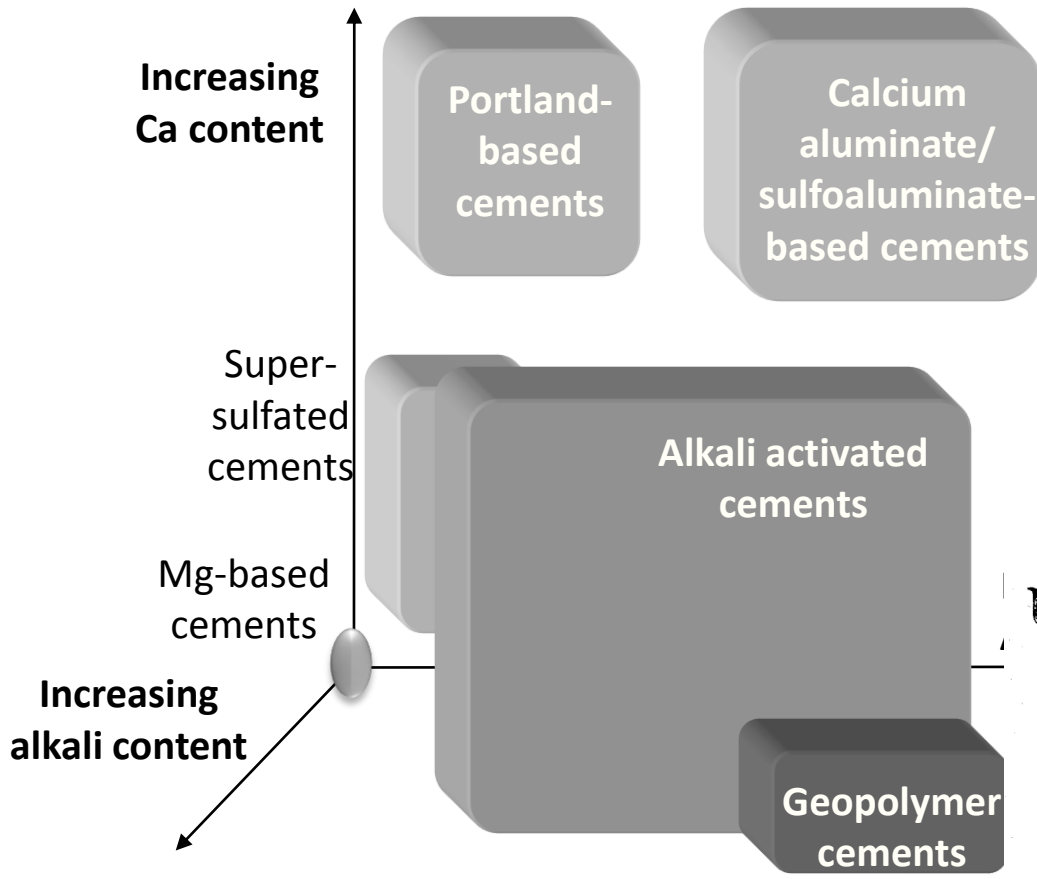 Increasing
Ca content
Portland-
based
cements
Calcium
aluminate/
sulfoaluminate-
based cements
Super-
sulfated
cements
Alkali activated
cements
Mg-based
cements
Increasing
alkali content
Geopolymer
cements